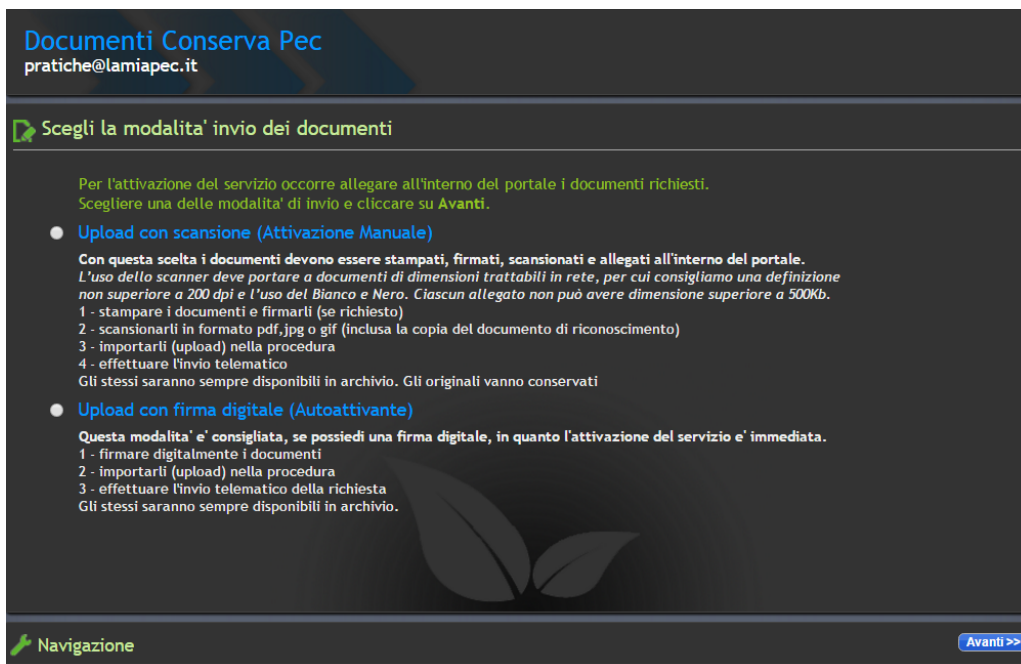 Documenti Conserva Pec
pratiche@lamiapec.it
Scegli la modalita' invio dei documenti
Per l'attivazione del servizio occorre allegare all'interno del portale i documenti richiesti.
Scegliere una delle modalita' di invio e cliccare su Avanti.
Upload con scansione (Attivazione Manuale)
Con questa scelta i documenti devono essere stampati, firmati, scansionati e allegati all'interno del portale.
L'uso dello scanner deve portare a documenti di dimensioni trattabili in rete, per cui consigliamo una definizione
non superiore a 200 dpi e l'uso del Bianco e Nero. Ciascun allegato non può avere dimensione superiore a 500Kb.
1 - stampare i documenti e firmarli (se richiesto)
2 - scansionarli in formato pdf,jpg o gif (inclusa la copia del documento di riconoscimento)
3 - importarli (upload) nella procedura
4 - effettuare l'invio telematico
Gli stessi saranno sempre disponibili in archivio. Gli originali vanno conservati
Upload con firma digitale (Autoattivante)
Questa modalita' e' consigliata, se possiedi una firma digitale, in quanto l'attivazione del servizio e' immediata.
1 - firmare digitalmente i documenti
2 - importarli (upload) nella procedura
3 - effettuare l'invio telematico della richiesta
Gli stessi saranno sempre disponibili in archivio.
Navigazione
Avanti >>